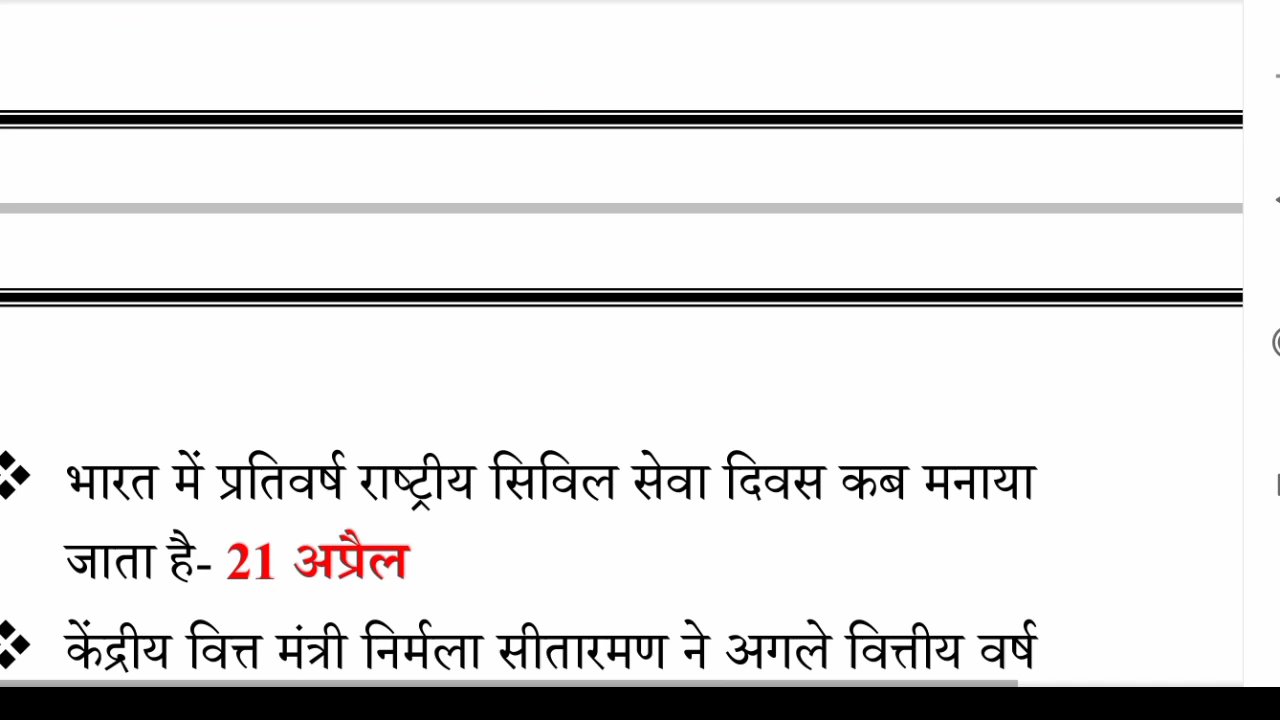 ❖ भारत में प्रतिवर्ष राष्ट्रीय सिविल सेवा दिवस कब मनाया
जाता है- 21 अप्रैल
❖ केंद्रीय वित्त मंत्री निर्मला सीतारमण ने अगले वित्तीय वर्ष